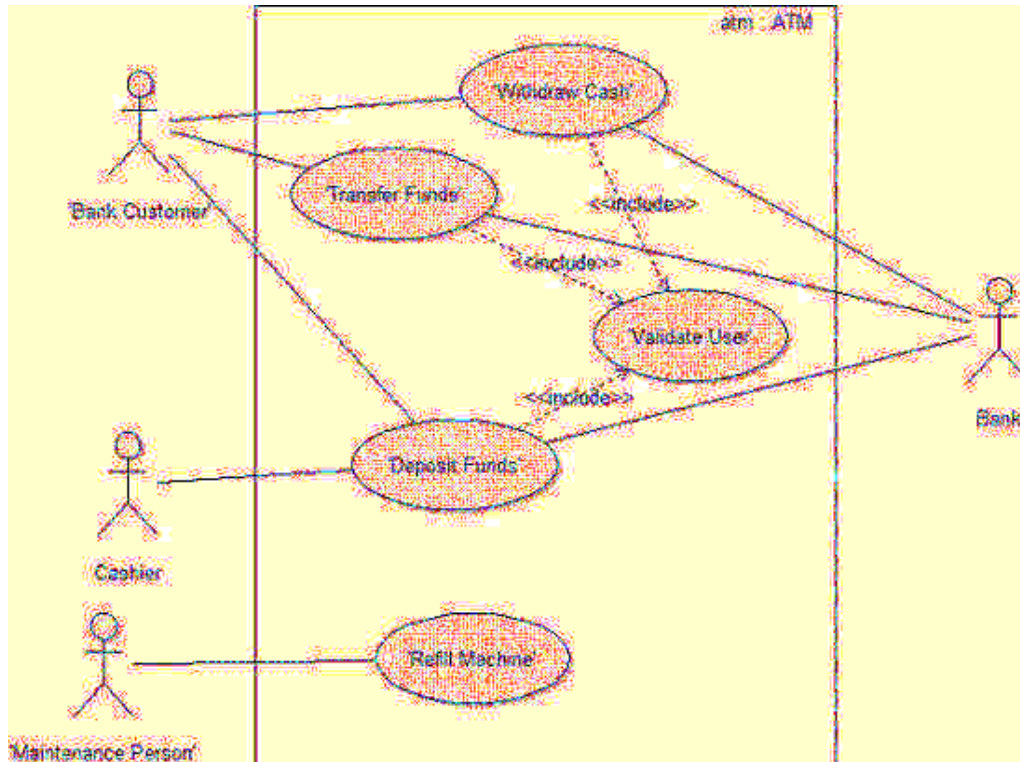 atm : ATM
'Withdraw Cash'
'Transfer Funds'
'Bank Customer'
<<include>>
<<include>>
'Validate User'
<<include>>
Bank
'Deposit Funds'
Cashier
'Refill Machine'
'Maintenance Person'